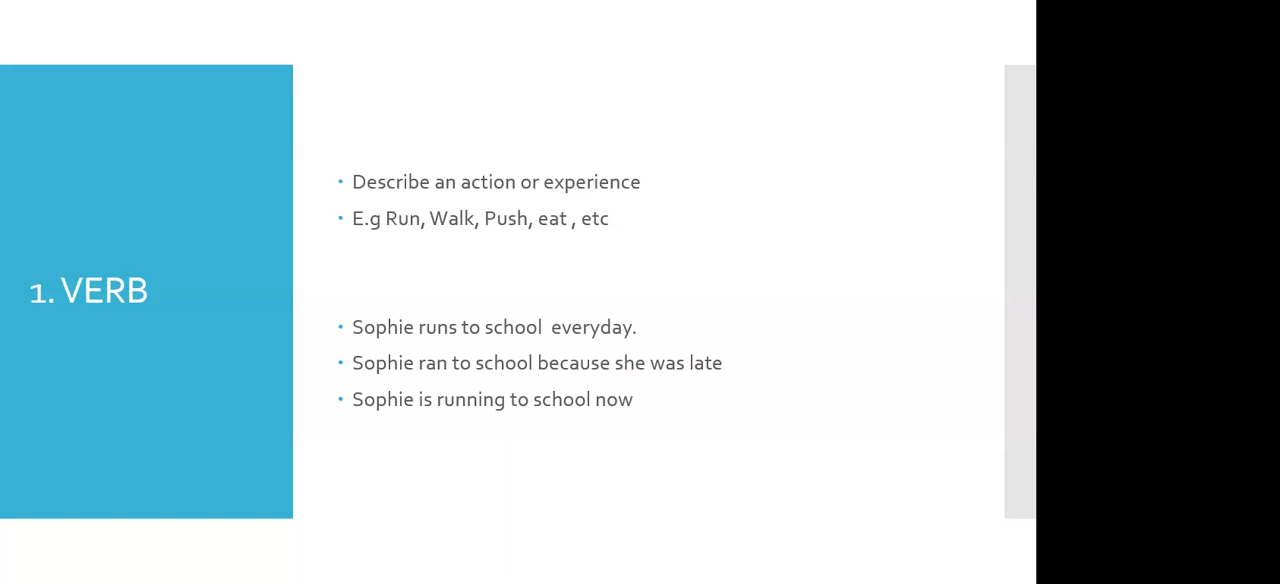 1. VERB
• Describe an action or experience
• E.g Run, Walk, Push, eat , etc
• Sophie runs to school  everyday.
• Sophie ran to school because she was late
• Sophie is running to school now